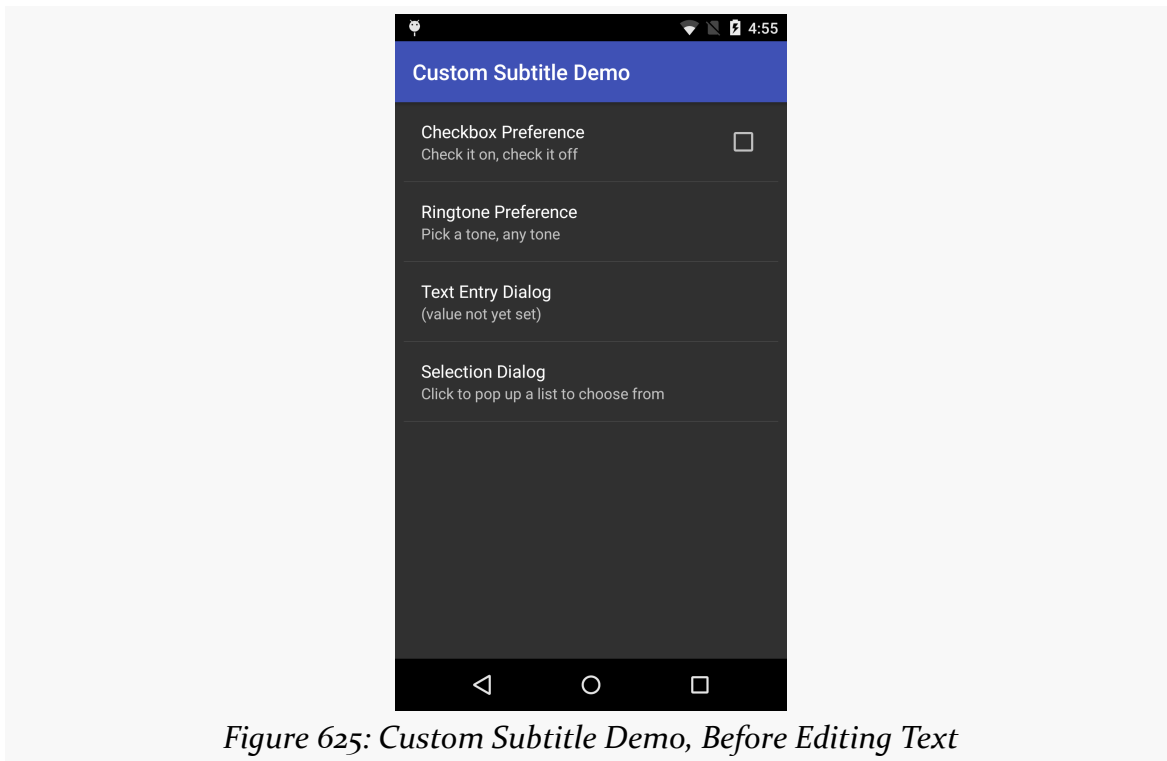 4:55
Custom Subtitle Demo
Checkbox Preference
Check it on, check it off
Ringtone Preference
Pick a tone, any tone
Text Entry Dialog
(value not yet set)
Selection Dialog
Click to pop up a list to choose from
Figure 625: Custom Subtitle Demo, Before Editing Text